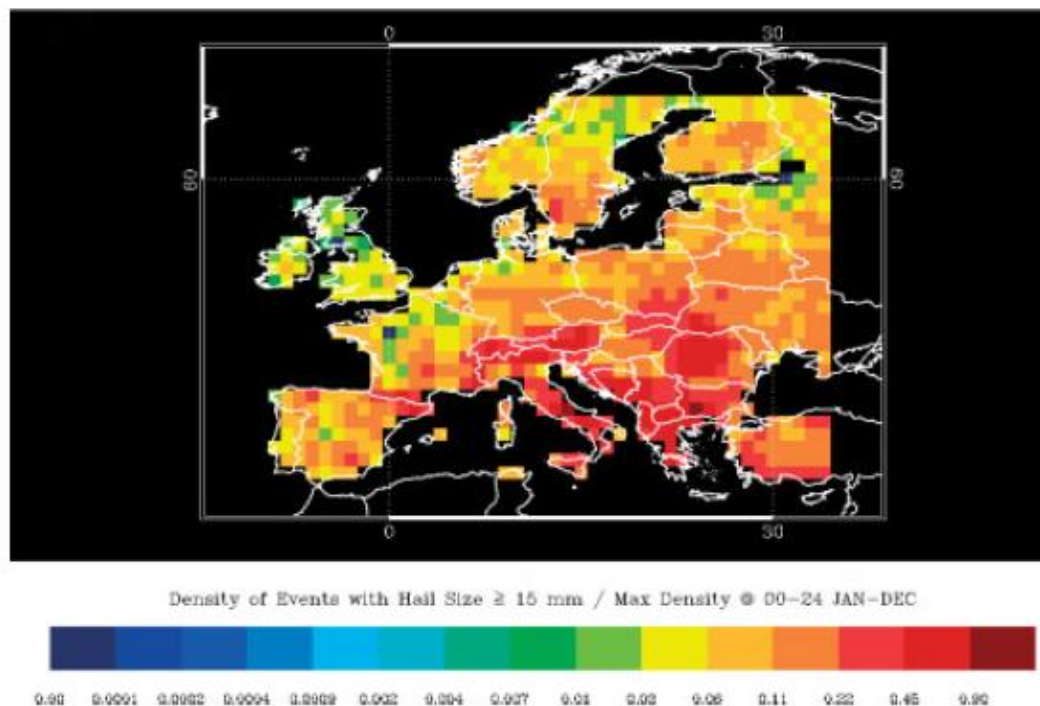 0 30
60 60
0 30
Density of Events with Hail Size ≥ 15 mm / Max Density @ 00-24 JAN-DEC
0.00 0.0001 0.0002 0.0004 0.0009 0.002 0.004 0.007 0.01 0.03 0.06 0.11 0.22 0.45 0.90